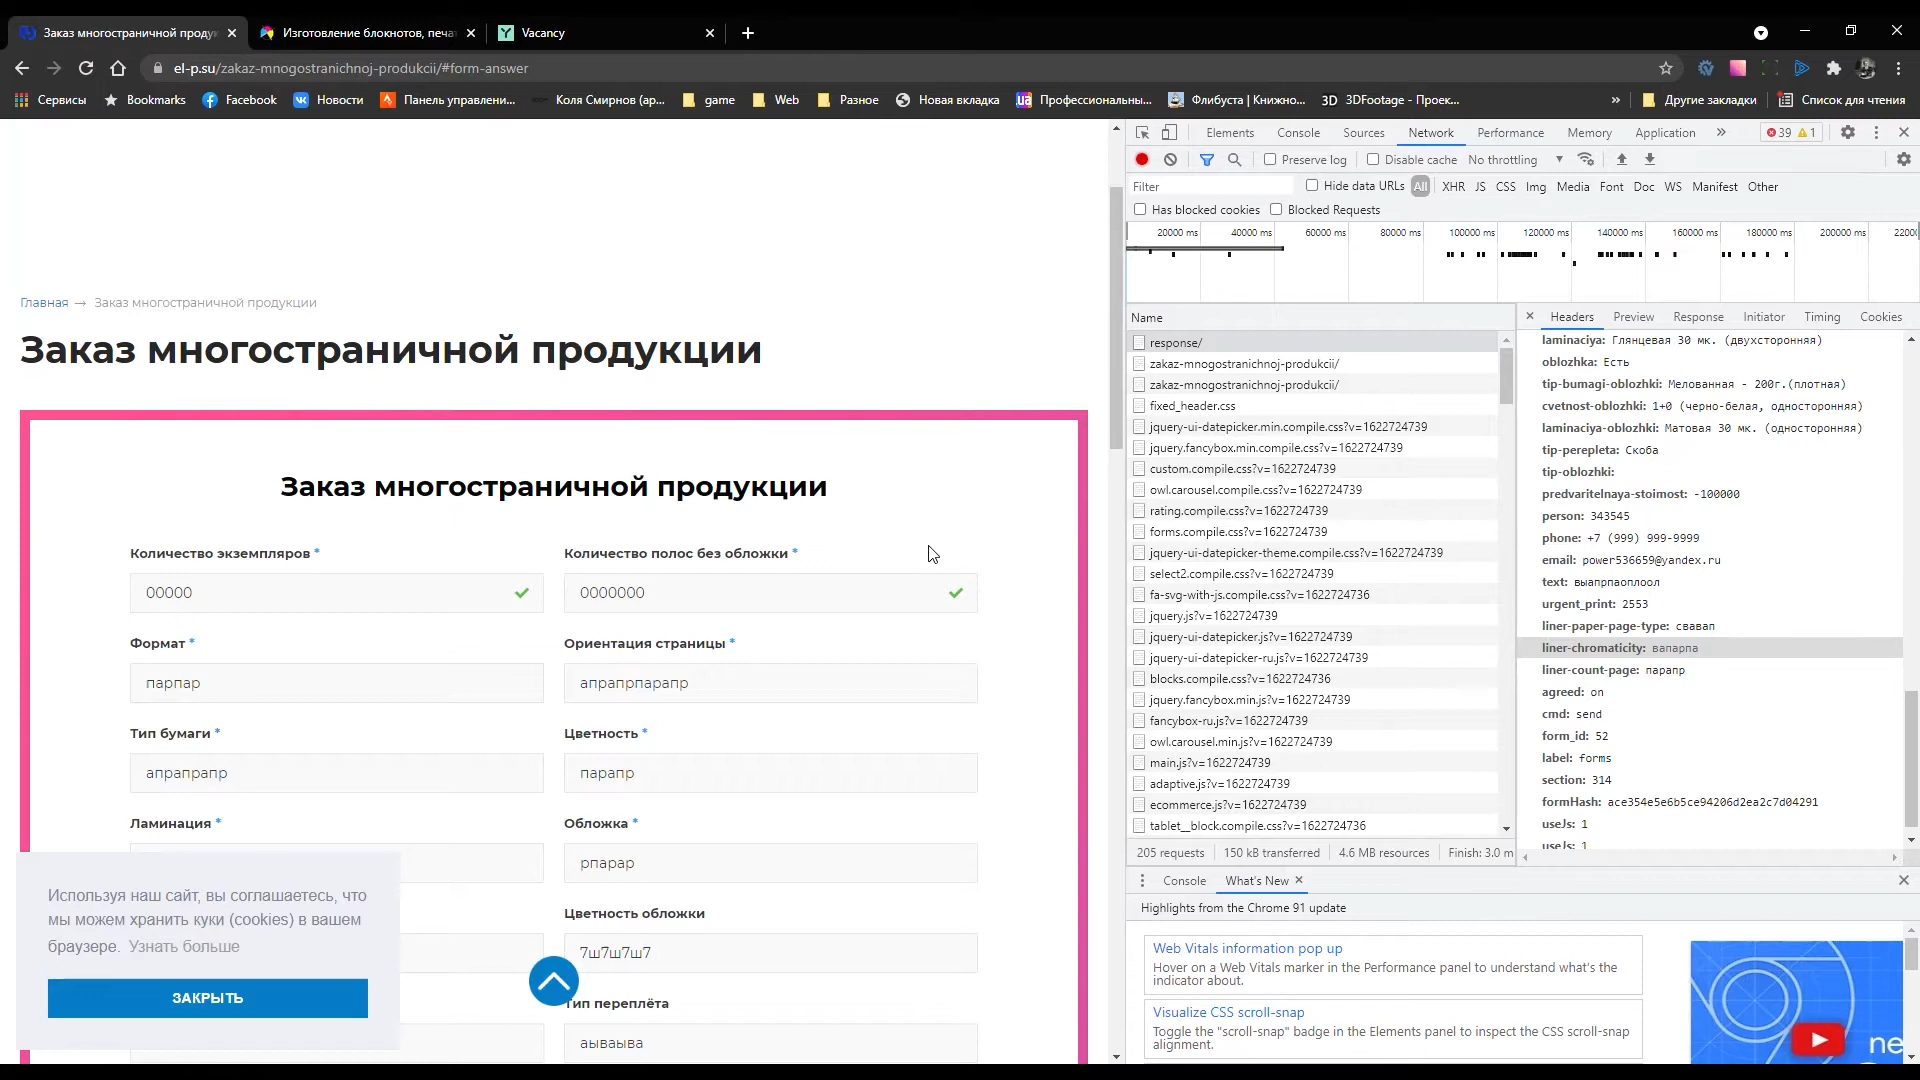 Заказ многостраничной проду
Изготовление блокнотов, печат
Vacancy
el-p.su/zakaz-mnogostranichnoj-produkcii/#form-answer
Сервисы
Bookmarks
Facebook
Новости
Панель управлени...
Коля Смирнов (ар...
game
Web
Разное
Новая вкладка
Профессиональны...
Флибуста | Книжно...
3D 3DFootage - Проек...
»
Другие закладки
Список для чтения
Главная → Заказ многостраничной продукции
Заказ многостраничной продукции
Заказ многостраничной продукции
Количество экземпляров *
Количество полос без обложки *
00000
0000000
Формат *
Ориентация страницы *
парпар
апрапрпарапр
Тип бумаги *
Цветность *
апрапрапр
парапр
Ламинация *
Обложка *
рпарар
Цветность обложки
7ш7ш7ш7
ип переплёта
аываыва
Используя наш сайт, вы соглашаетесь, что
мы можем хранить куки (cookies) в вашем
браузере. Узнать больше
ЗАКРЫТЬ
Elements Console Sources Network Performance Memory Application » 39 1
Preserve log Disable cache No throttling
Filter Hide data URLs All XHR JS CSS Img Media Font Doc WS Manifest Other
Has blocked cookies Blocked Requests
20000 ms 40000 ms 60000 ms 80000 ms 100000 ms 120000 ms 140000 ms 160000 ms 180000 ms 200000 ms 2200
Name
response/
zakaz-mnogostranichnoj-produkcii/
zakaz-mnogostranichnoj-produkcii/
fixed_header.css
jquery-ui-datepicker.min.compile.css?v=1622724739
jquery.fancybox.min.compile.css?v=1622724739
custom.compile.css?v=1622724739
owl.carousel.compile.css?v=1622724739
rating.compile.css?v=1622724739
forms.compile.css?v=1622724739
jquery-ui-datepicker-theme.compile.css?v=1622724739
select2.compile.css?v=1622724739
fa-svg-with-js.compile.css?v=1622724736
jquery.js?v=1622724739
jquery-ui-datepicker.js?v=1622724739
jquery-ui-datepicker-ru.js?v=1622724739
blocks.compile.css?v=1622724736
jquery.fancybox.min.js?v=1622724739
fancybox-ru.js?v=1622724739
owl.carousel.min.js?v=1622724739
main.js?v=1622724739
adaptive.js?v=1622724739
ecommerce.js?v=1622724739
tablet__block.compile.css?v=1622724736
205 requests 150 kB transferred 4.6 MB resources Finish: 3.0 m
Headers Preview Response Initiator Timing Cookies
laminaciya: Глянцевая 30 мк. (двухсторонняя)
oblozhka: Есть
tip-bumagi-oblozhki: Мелованная - 200г.(плотная)
cvetnost-oblozhki: 1+0 (черно-белая, односторонняя)
laminaciya-oblozhki: Матовая 30 мк. (односторонняя)
tip-perepleta: Скоба
tip-oblozhki:
predvaritelnaya-stoimost: -100000
person: 343545
phone: +7 (999) 999-9999
email: power536659@yandex.ru
text: выапрпаоплоол
urgent_print: 2553
liner-paper-page-type: свавап
liner-chromaticity: вапарпа
liner-count-page: парапр
agreed: on
cmd: send
form_id: 52
label: forms
section: 314
formHash: ace354e5e6b5ce94206d2ea2c7d04291
useJs: 1
useJs: 1
Console What's New
Highlights from the Chrome 91 update
Web Vitals information pop up
Hover on a Web Vitals marker in the Performance panel to understand what's the
indicator about.
Visualize CSS scroll-snap
Toggle the "scroll-snap" badge in the Elements panel to inspect the CSS scroll-snap
alignment.
ne